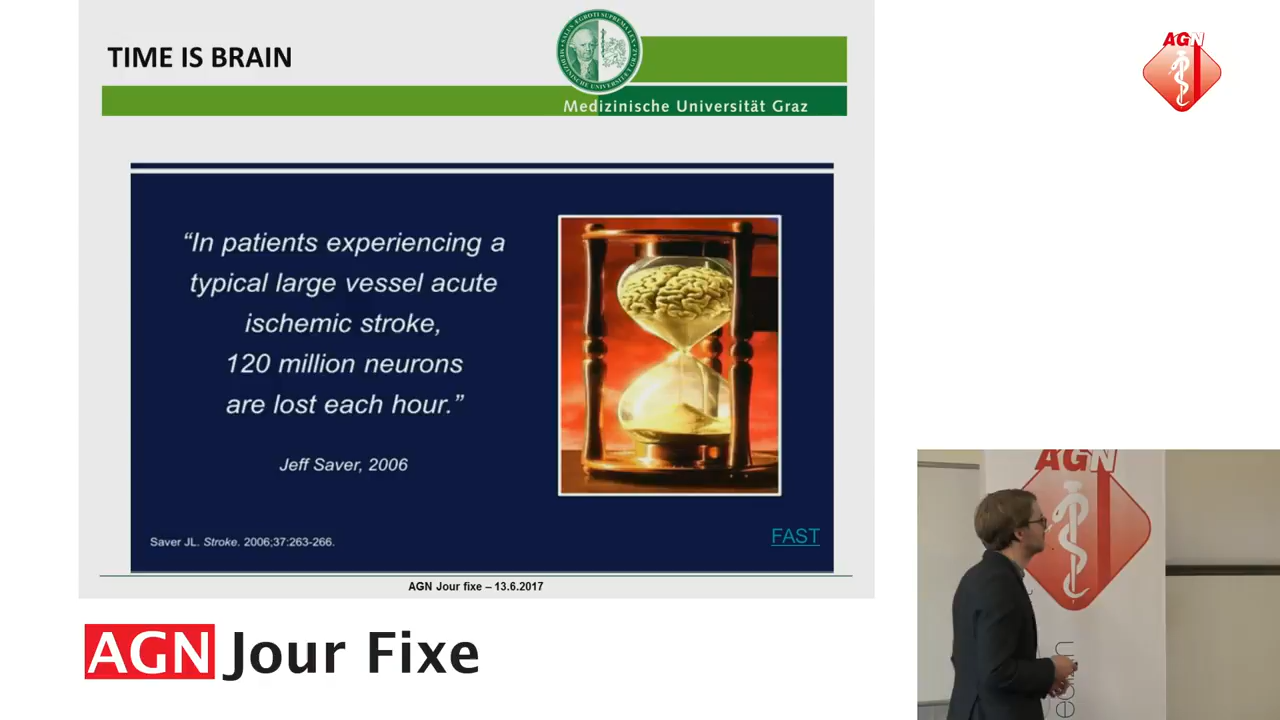 TIME IS BRAIN
Medizinische Universität Graz
“In patients experiencing a
typical large vessel acute
ischemic stroke,
120 million neurons
are lost each hour.”
Jeff Saver, 2006
Saver JL. Stroke. 2006;37:263-266.
FAST
AGN Jour fixe – 13.6.2017
AGN Jour Fixe
AGN
AGN